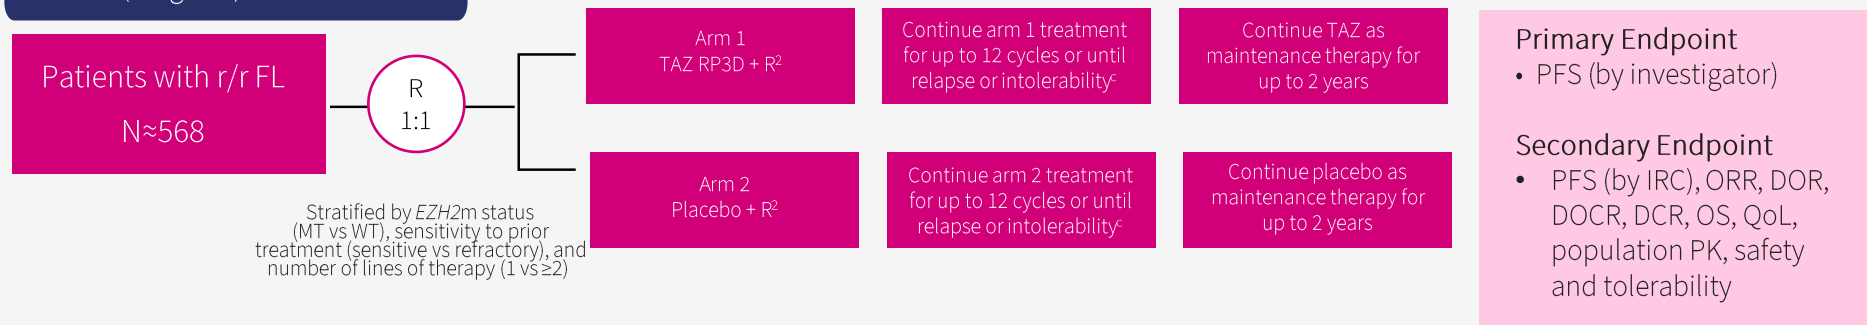 Patients with r/r FL
N≈568
R
1:1
Stratified by EZH2m status
(MT vs WT), sensitivity to prior
treatment (sensitive vs refractory), and
number of lines of therapy (1 vs ≥2)
Arm 1
TAZ RP3D + R²
Continue arm 1 treatment
for up to 12 cycles or until
relapse or intolerabilityᶜ
Continue TAZ as
maintenance therapy for
up to 2 years
Arm 2
Placebo + R²
Continue arm 2 treatment
for up to 12 cycles or until
relapse or intolerabilityᶜ
Continue placebo as
maintenance therapy for
up to 2 years
Primary Endpoint
• PFS (by investigator)
Secondary Endpoint
• PFS (by IRC), ORR, DOR,
DOCR, DCR, OS, QoL,
population PK, safety
and tolerability